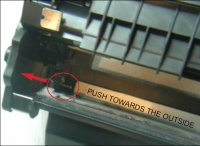 PUSH TOWARDS THE OUTSIDE